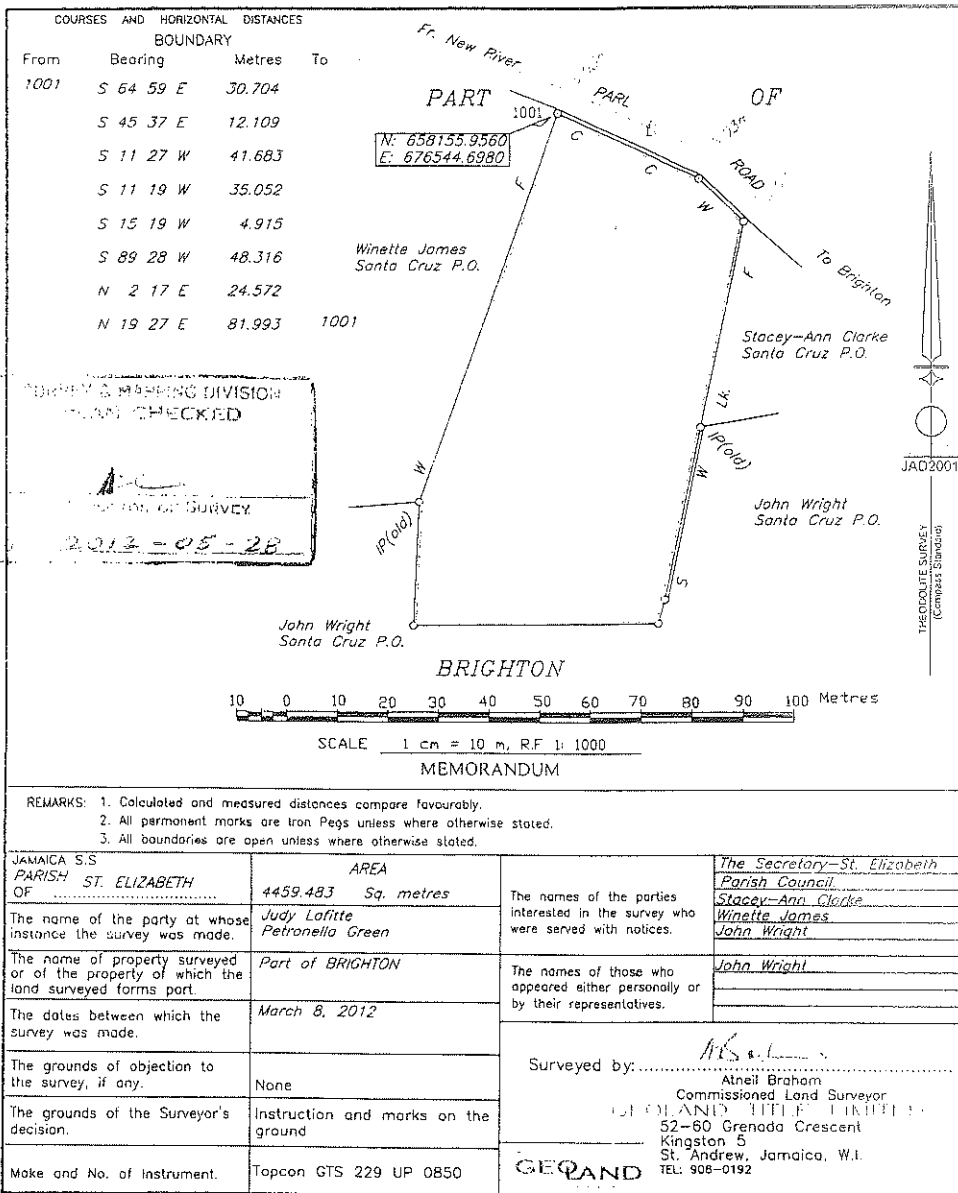 COURSES AND HORIZONTAL DISTANCES
BOUNDARY
From Bearing Metres To
1001 S 64 59 E 30.704
S 45 37 E 12.109
S 11 27 W 41.683
S 11 19 W 35.052
S 15 19 W 4.915
S 89 28 W 48.316
N 2 17 E 24.572
N 19 27 E 81.993 1001
Fr. New River
PARL
ROAD
To Brighton
PART OF
1001
N: 658155.9560
E: 676544.6980
C
C
W
F
F
Winette James
Santa Cruz P.O.
Stacey-Ann Clarke
Santa Cruz P.O.
Lk.
IP(old)
W
S
W
IP(old)
John Wright
Santa Cruz P.O.
John Wright
Santa Cruz P.O.
BRIGHTON
JAD2001
THEODOLITE SURVEY
(Compass Standard)
SURVEY & MAPPING DIVISION
PLAN CHECKED
OF SURVEY
2012-05-28
10 0 10 20 30 40 50 60 70 80 90 100 Metres
SCALE 1 cm = 10 m, R.F 1: 1000
MEMORANDUM
REMARKS: 1. Calculated and measured distances compare favourably.
2. All permanent marks are Iron Pegs unless where otherwise stated.
3. All boundaries are open unless where otherwise stated.
JAMAICA S.S
PARISH OF ST. ELIZABETH
AREA
4459.483 Sq. metres
The name of the party at whose
instance the survey was made.
Judy Lafitte
Petronella Green
The name of property surveyed
or of the property of which the
land surveyed forms part.
Part of BRIGHTON
The dates between which the
survey was made.
March 8, 2012
The grounds of objection to
the survey, if any.
None
The grounds of the Surveyor's
decision.
Instruction and marks on the
ground
Make and No. of Instrument.
Topcon GTS 229 UP 0850
The names of the parties
interested in the survey who
were served with notices.
The Secretary-St. Elizabeth
Parish Council
Stacey-Ann Clarke
Winette James
John Wright
The names of those who
appeared either personally or
by their representatives.
John Wright
Surveyed by:
Atneil Braham
Commissioned Land Surveyor
GEOLAND TITLE LIMITED
52-60 Grenada Crescent
Kingston 5
St. Andrew, Jamaica, W.I.
TEL: 906-0192
GEOLAND